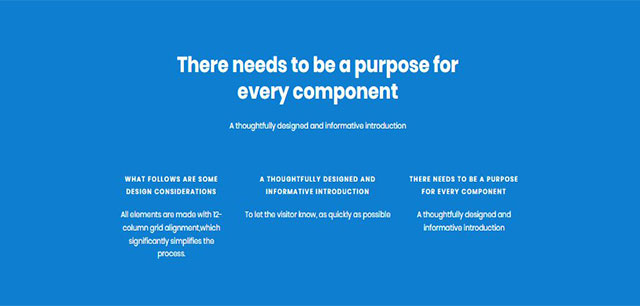 There needs to be a purpose for
every component
A thoughtfully designed and informative introduction
WHAT FOLLOWS ARE SOME
DESIGN CONSIDERATIONS
All elements are made with 12-
column grid alignment,which
significantly simplifies the
process.
A THOUGHTFULLY DESIGNED AND
INFORMATIVE INTRODUCTION
To let the visitor know, as quickly as possible
THERE NEEDS TO BE A PURPOSE
FOR EVERY COMPONENT
A thoughtfully designed and
informative introduction